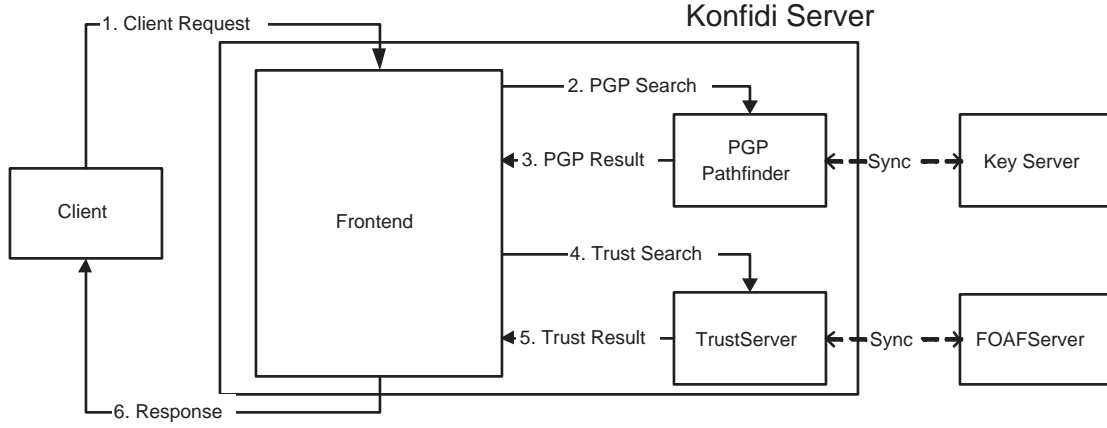 Konfidi Server
1. Client Request
2. PGP Search
3. PGP Result
PGP
Pathfinder
Sync
Key Server
Client
Frontend
4. Trust Search
5. Trust Result
TrustServer
Sync
FOAFServer
6. Response